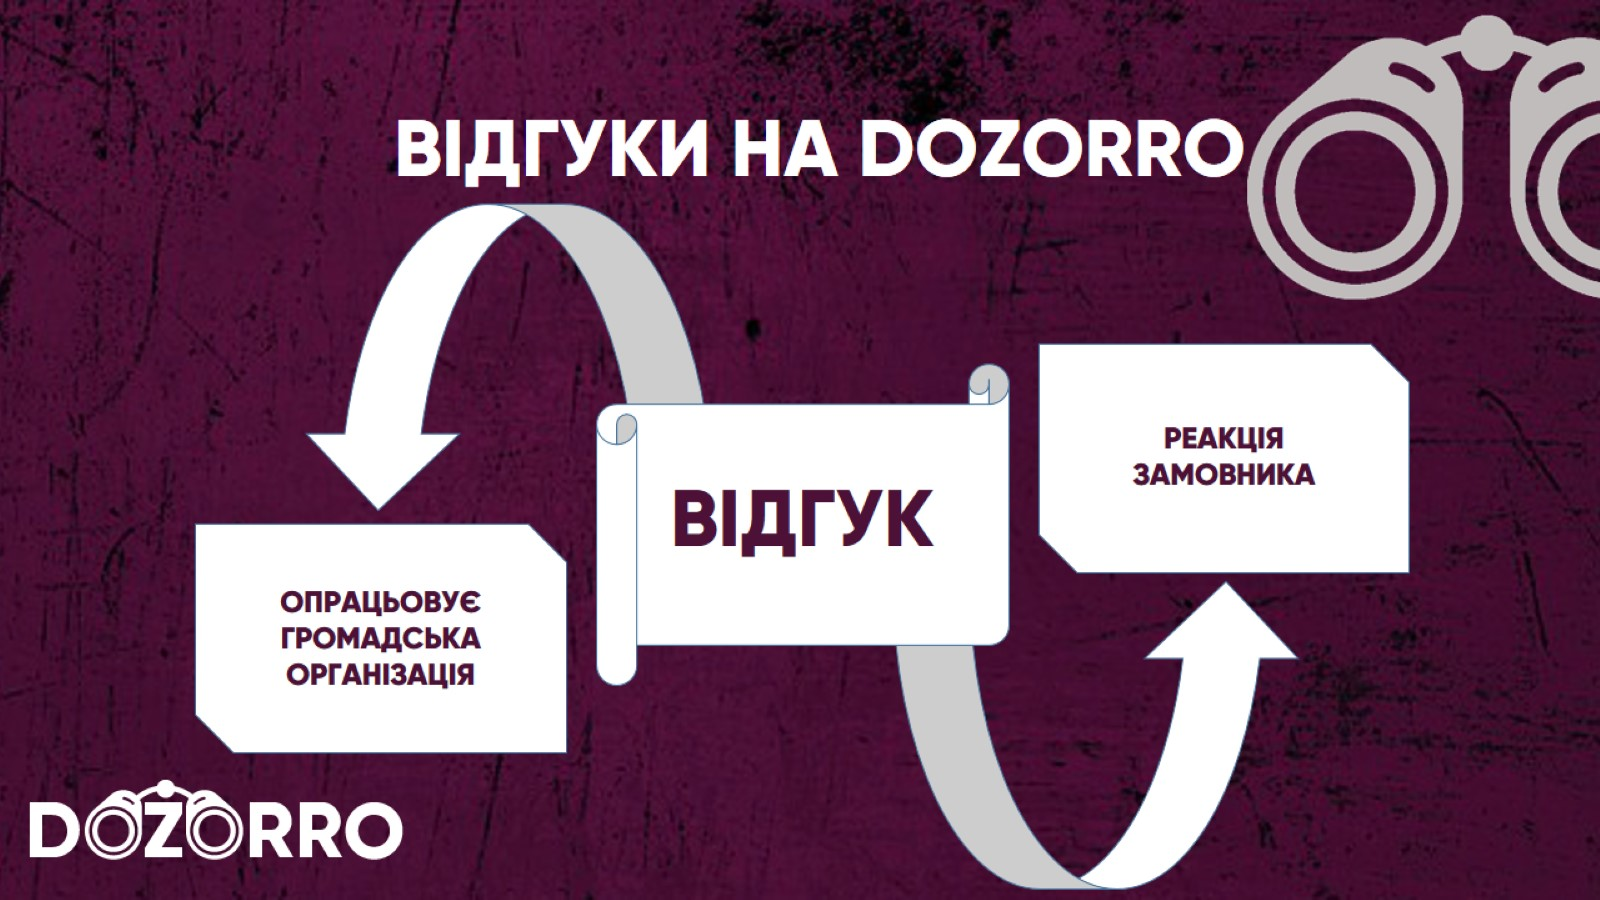 ВІДГУКИ НА DOZORRO
ВІДГУК
РЕАКЦІЯ
ЗАМОВНИКА
ОПРАЦЬОВУЄ
ГРОМАДСЬКА
ОРГАНІЗАЦІЯ
DOZORRO